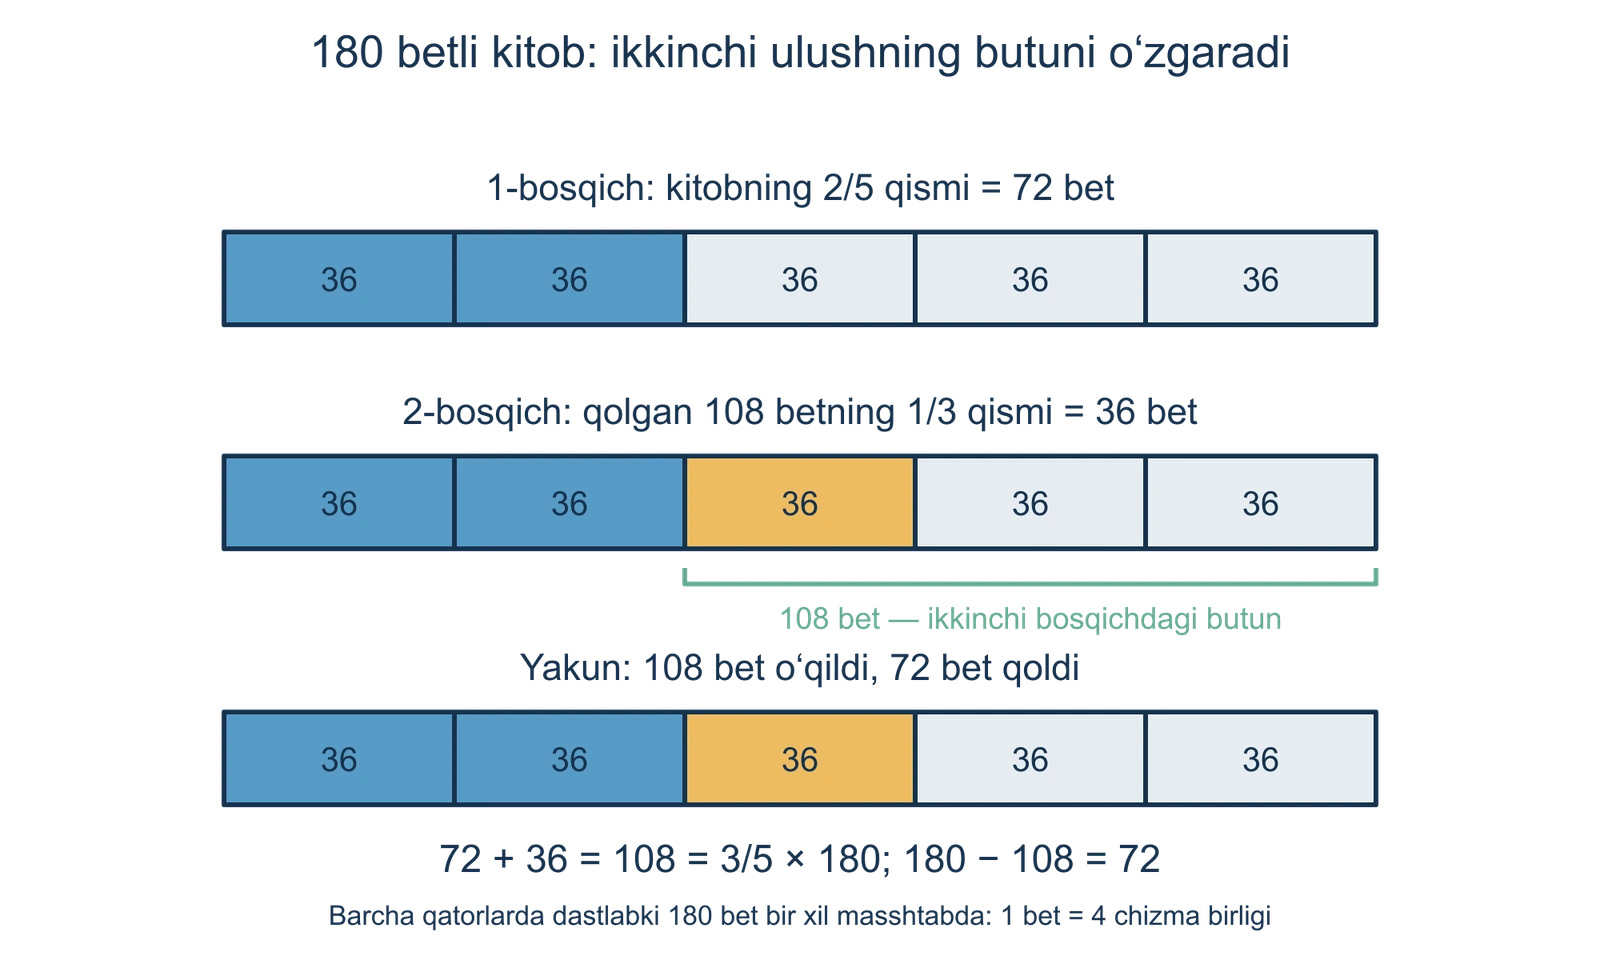 180 betli kitob: ikkinchi ulushning butuni o‘zgaradi
1-bosqich: kitobning 2/5 qismi = 72 bet
36 36 36 36 36
2-bosqich: qolgan 108 betning 1/3 qismi = 36 bet
36 36 36 36 36
108 bet — ikkinchi bosqichdagi butun
Yakun: 108 bet o‘qildi, 72 bet qoldi
36 36 36 36 36
72 + 36 = 108 = 3/5 × 180; 180 − 108 = 72
Barcha qatorlarda dastlabki 180 bet bir xil masshtabda: 1 bet = 4 chizma birligi